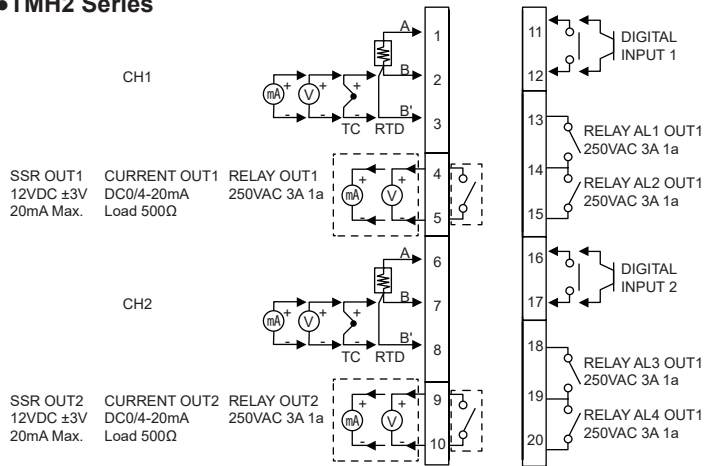 ●TMH2 Series
CH1
A
B
B'
mA
+
-
V
+
-
+
-
TC
RTD
1
2
3
SSR OUT1
12VDC ±3V
20mA Max.
CURRENT OUT1
DC0/4-20mA
Load 500Ω
RELAY OUT1
250VAC 3A 1a
mA
+
-
V
+
-
4
5
CH2
A
B
B'
mA
+
-
V
+
-
+
-
TC
RTD
6
7
8
SSR OUT2
12VDC ±3V
20mA Max.
CURRENT OUT2
DC0/4-20mA
Load 500Ω
RELAY OUT2
250VAC 3A 1a
mA
+
-
V
+
-
9
10
11
12
DIGITAL
INPUT 1
13
14
15
RELAY AL1 OUT1
250VAC 3A 1a
RELAY AL2 OUT1
250VAC 3A 1a
16
17
DIGITAL
INPUT 2
18
19
20
RELAY AL3 OUT1
250VAC 3A 1a
RELAY AL4 OUT1
250VAC 3A 1a